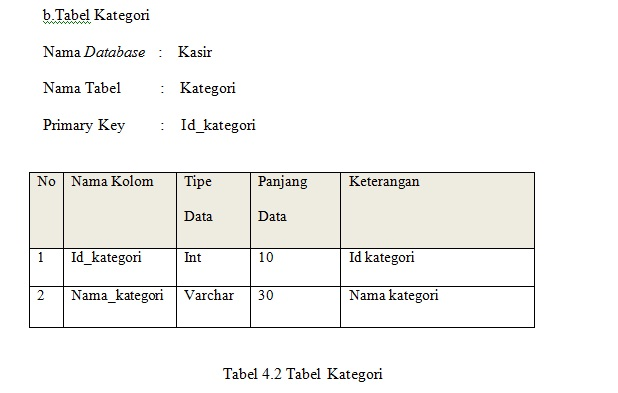 b.Tabel Kategori
Nama Database : Kasir
Nama Tabel : Kategori
Primary Key : Id_kategori
No Nama Kolom Tipe Data Panjang Data Keterangan
1 Id_kategori Int 10 Id kategori
2 Nama_kategori Varchar 30 Nama kategori
Tabel 4.2 Tabel Kategori